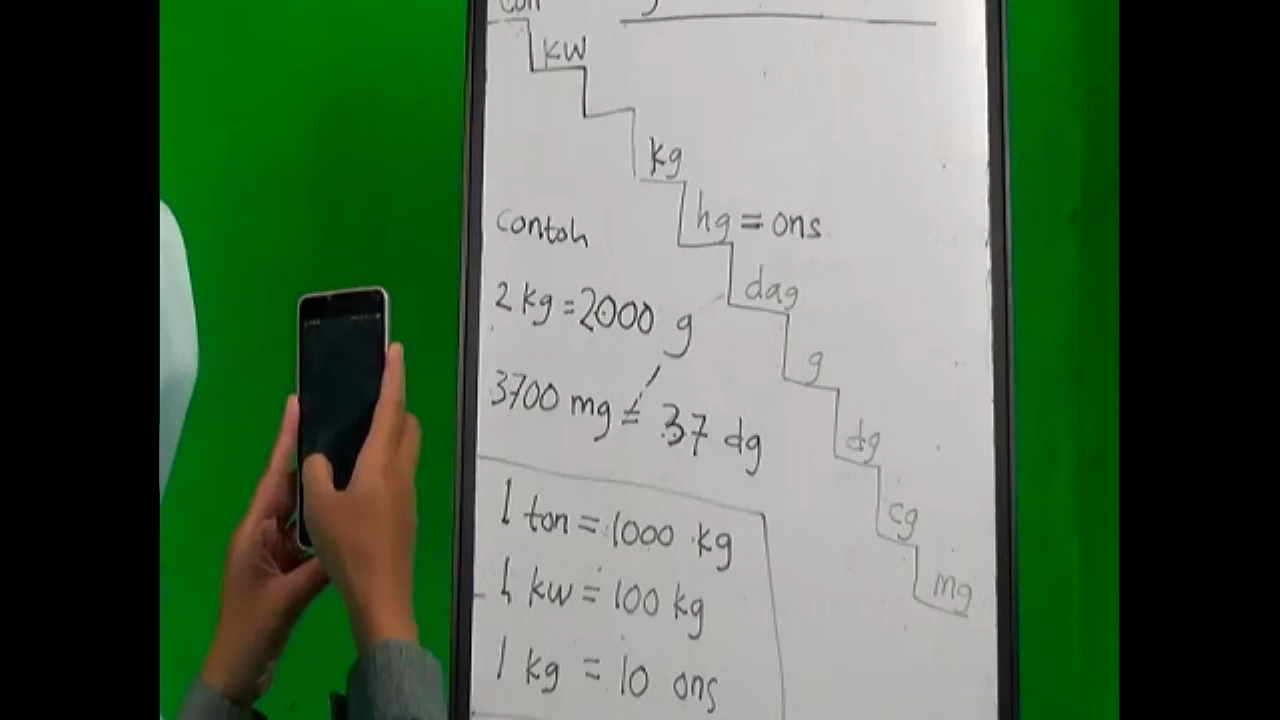 ton
kw
kg
hg = ons
dag
g
dg
cg
mg
contoh
2 kg = 2000 g
3700 mg = 37 dg
1 ton = 1000 kg
1 kw = 100 kg
1 kg = 10 ons